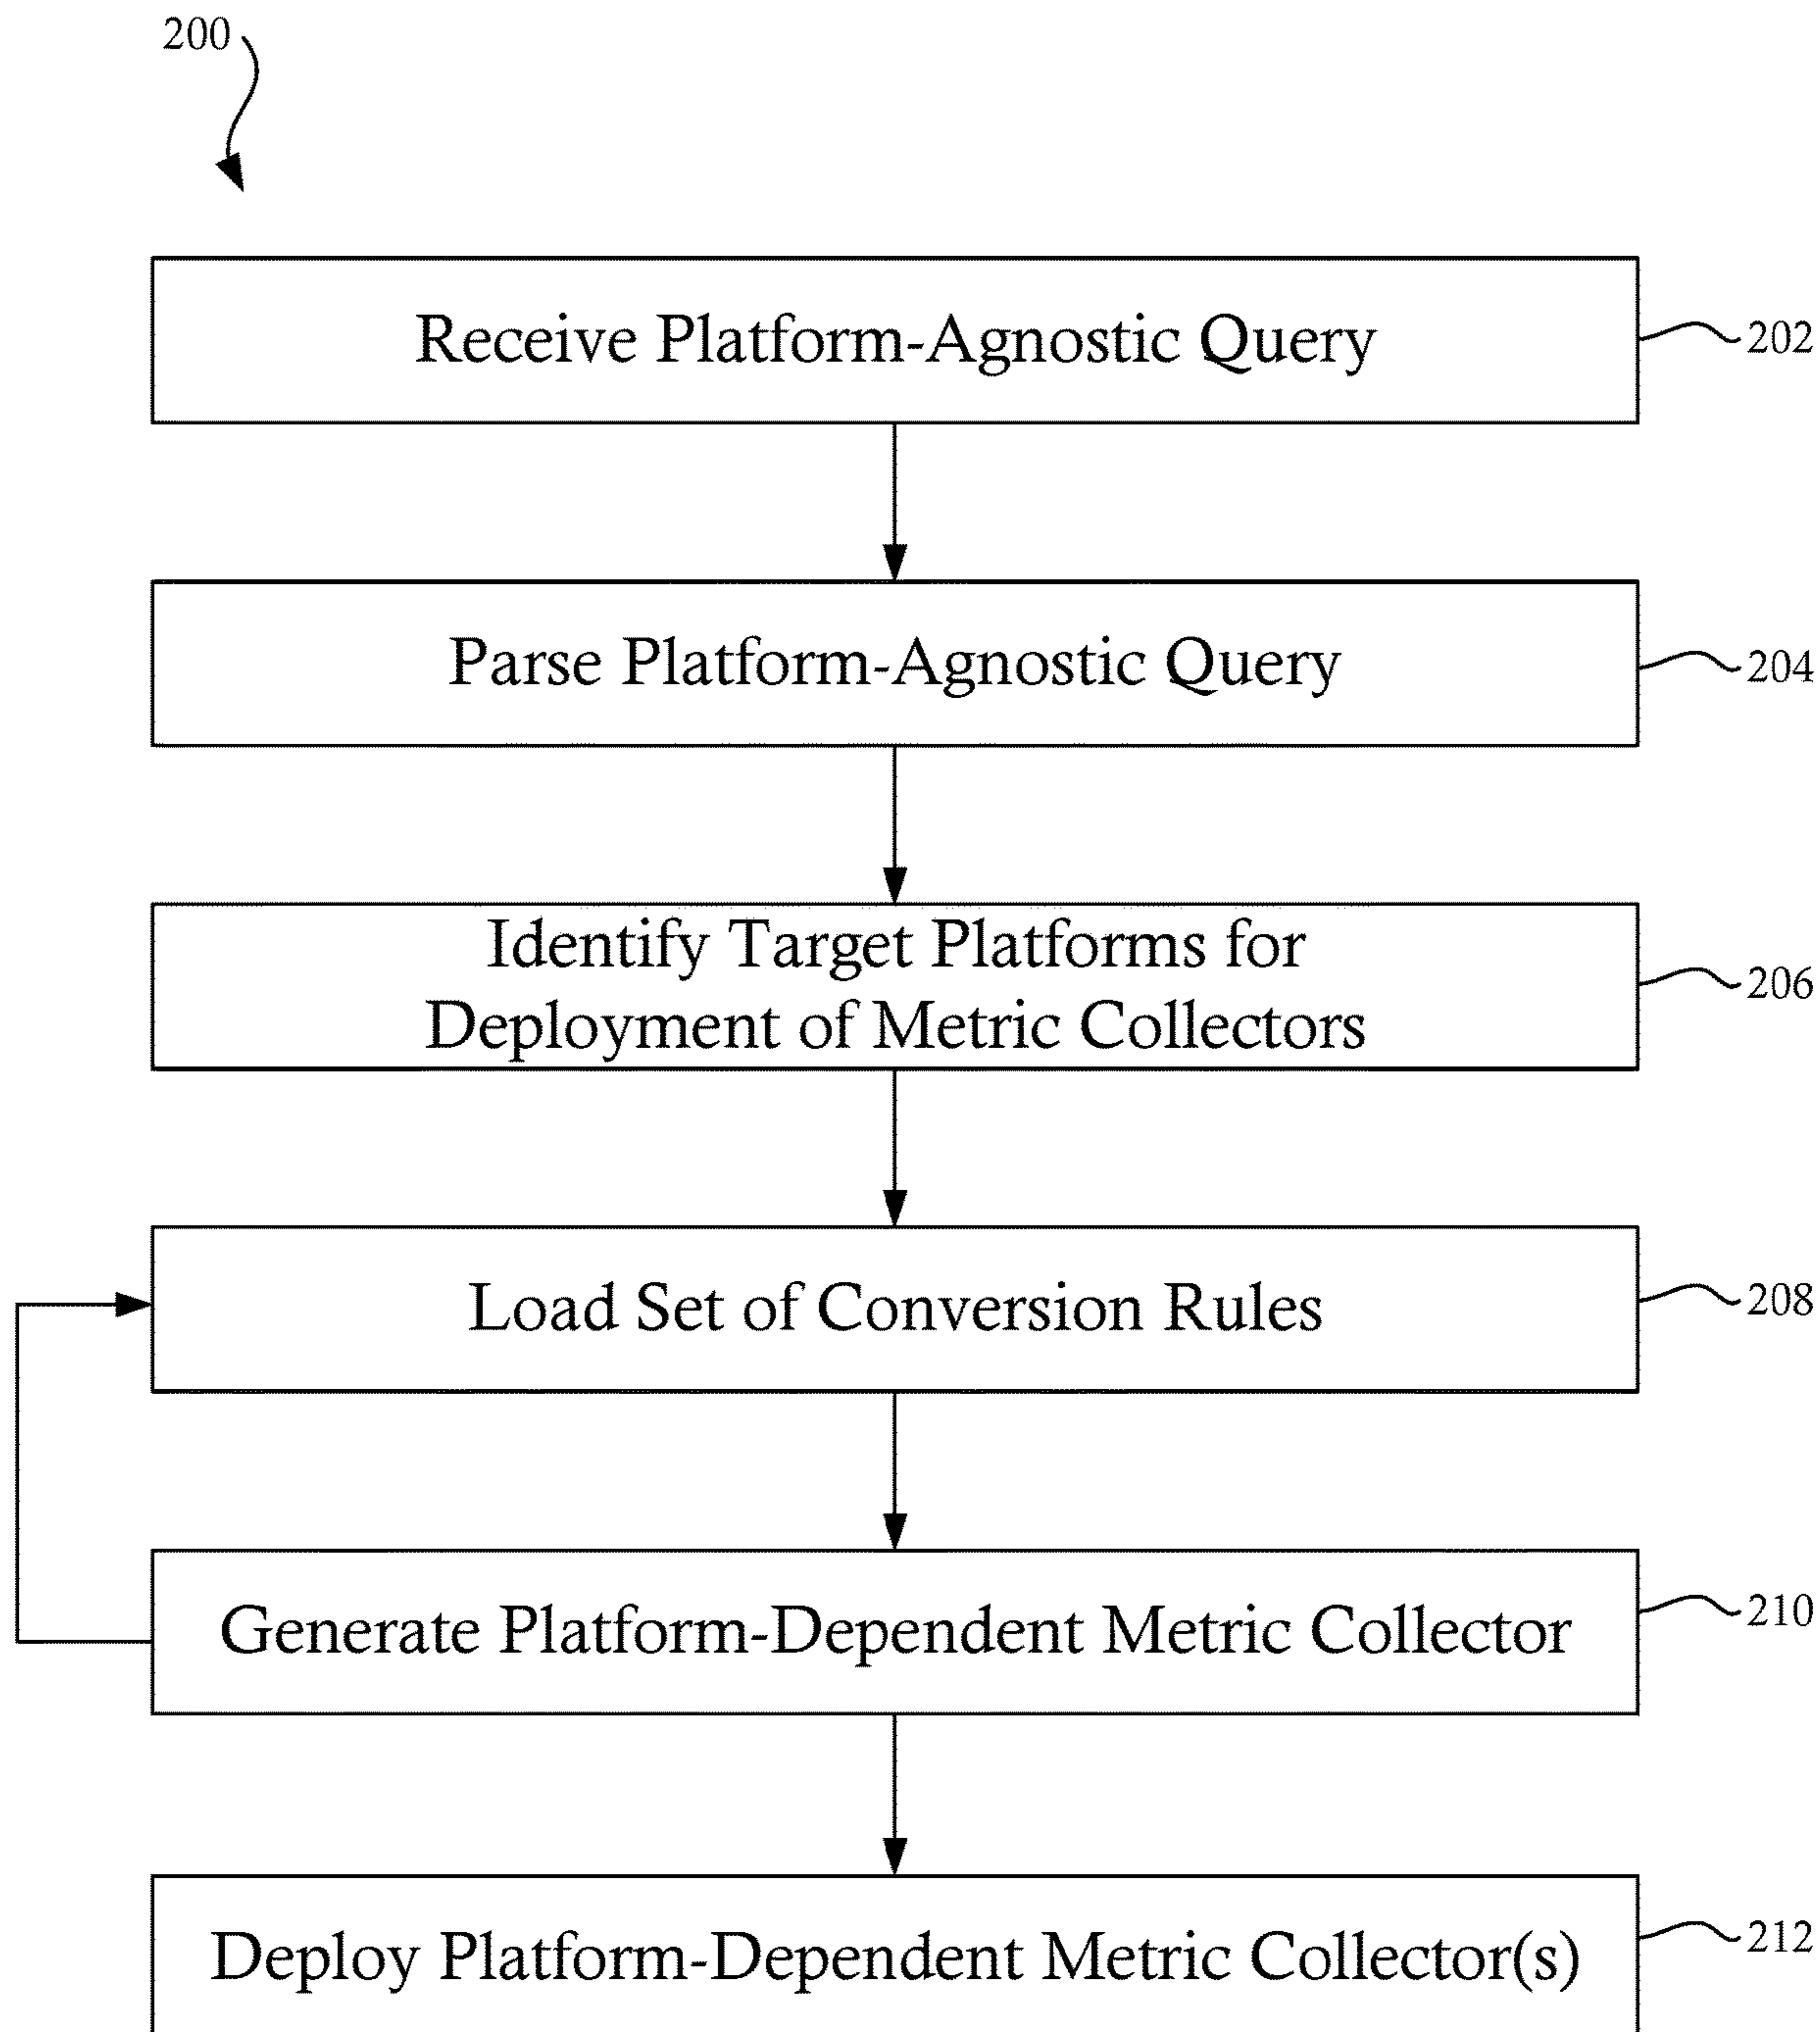 200
Receive Platform-Agnostic Query
202
Parse Platform-Agnostic Query
204
Identify Target Platforms for
Deployment of Metric Collectors
206
Load Set of Conversion Rules
208
Generate Platform-Dependent Metric Collector
210
Deploy Platform-Dependent Metric Collector(s)
212